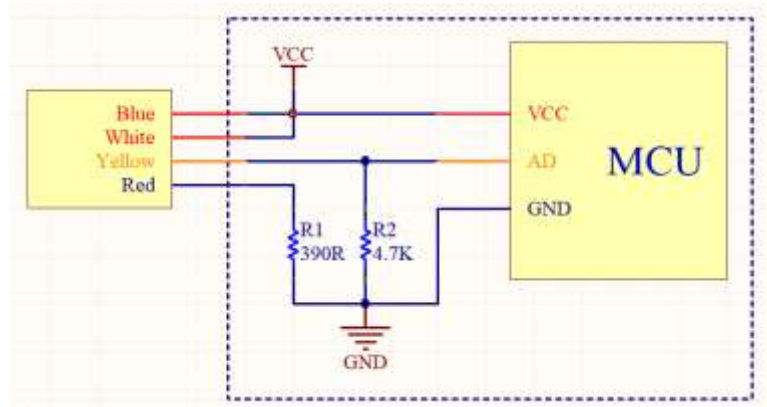 VCC
Blue
White
Yellow
Red
VCC
AD
GND
MCU
R1
390R
R2
4.7K
GND